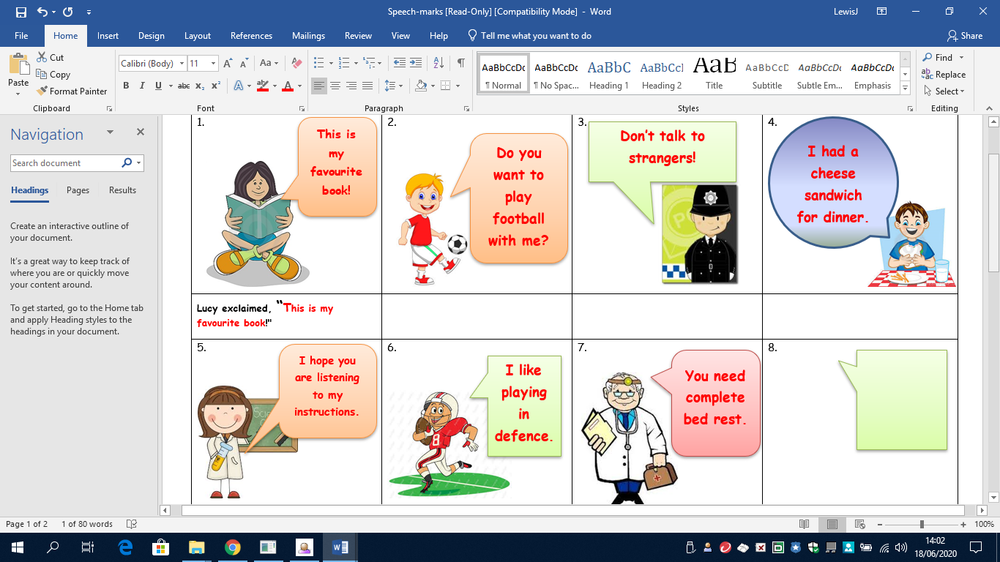 Speech-marks [Read-Only] [Compatibility Mode] - Word
LewisJ
File Home Insert Design Layout References Mailings Review View Help Tell me what you want to do Share
Paste
Cut
Copy
Format Painter
Clipboard
Calibri (Body) 11
Font
Paragraph
AaBbCcDc ¶ Normal
AaBbCcDc ¶ No Spac...
AaBbC Heading 1
AaBbCcI Heading 2
AaB Title
AaBbCcD Subtitle
AaBbCcDc Subtle Em...
AaBbCcDc Emphasis
Styles
Find
Replace
Select
Editing
Navigation
Search document
Headings Pages Results
Create an interactive outline of
your document.
It's a great way to keep track of
where you are or quickly move
your content around.
To get started, go to the Home tab
and apply Heading styles to the
headings in your document.
1.
This is
my
favourite
book!
2.
Do you
want to
play
football
with me?
3.
Don't talk to
strangers!
4.
I had a
cheese
sandwich
for dinner.
Lucy exclaimed, “This is my
favourite book!"
5.
I hope you
are listening
to my
instructions.
6.
I like
playing
in
defence.
8
7.
You need
complete
bed rest.
8.
Page 1 of 2 1 of 80 words
100%
14:02
18/06/2020